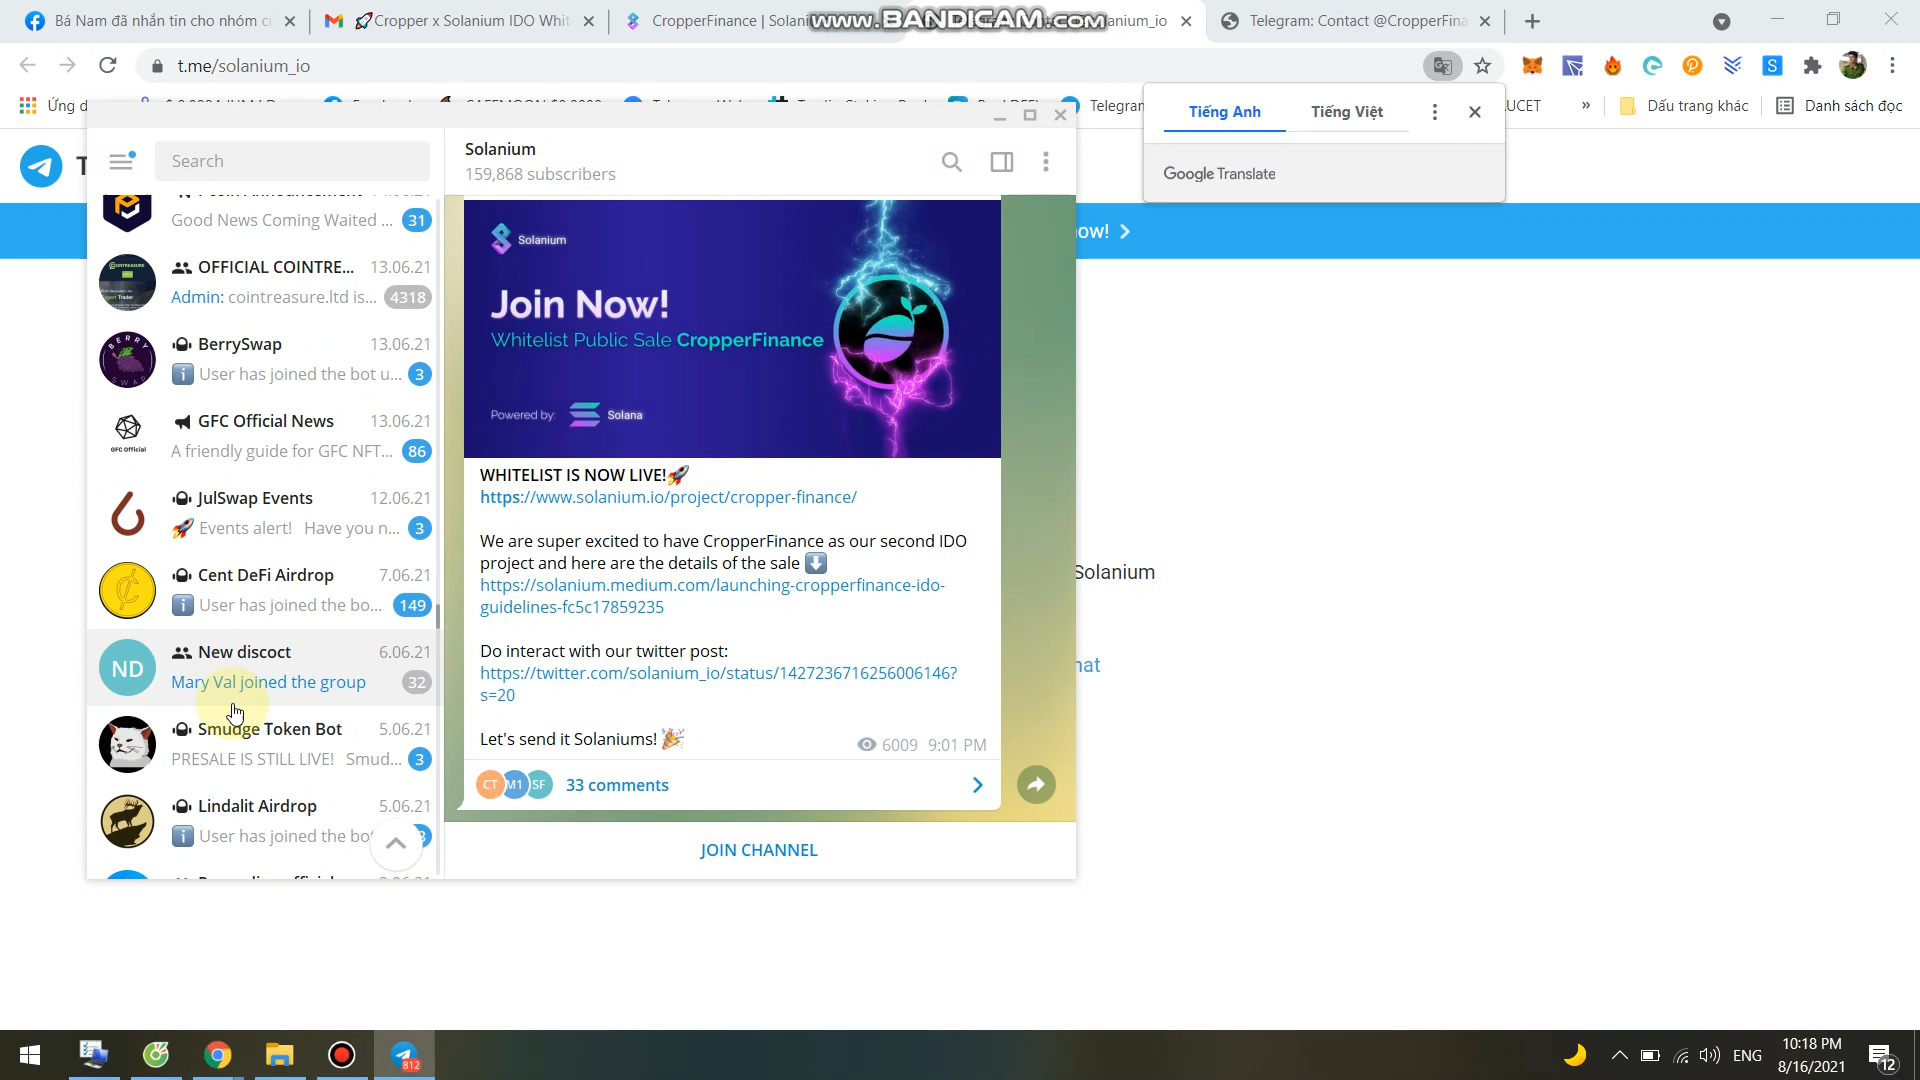 Bá Nam đã nhắn tin cho nhóm c
🚀Cropper x Solanium IDO Whit
CropperFinance | Solani
www.BANDICAM.com
anium_io
Telegram: Contact @CropperFina
t.me/solanium_io
Ứng d
Telegram
UCET
»
Dấu trang khác
Danh sách đọc
Tiếng Anh
Tiếng Việt
Google Translate
T
ow!
Search
Solanium
159,868 subscribers
Good News Coming Waited ...
31
OFFICIAL COINTRE...
13.06.21
Admin: cointreasure.ltd is...
4318
BerrySwap
13.06.21
User has joined the bot u...
3
GFC Official News
13.06.21
A friendly guide for GFC NFT...
86
GFC Official
JulSwap Events
12.06.21
🚀 Events alert! Have you n...
3
Cent DeFi Airdrop
7.06.21
User has joined the bo...
149
ND
New discoct
6.06.21
Mary Val joined the group
32
Smudge Token Bot
5.06.21
PRESALE IS STILL LIVE! Smud...
3
Lindalit Airdrop
5.06.21
User has joined the bot
Solanium
Join Now!
Whitelist Public Sale CropperFinance
Powered by:
Solana
WHITELIST IS NOW LIVE!🚀
https://www.solanium.io/project/cropper-finance/
We are super excited to have CropperFinance as our second IDO
project and here are the details of the sale ⬇️
https://solanium.medium.com/launching-cropperfinance-ido-
guidelines-fc5c17859235
Do interact with our twitter post:
https://twitter.com/solanium_io/status/1427236716256006146?
s=20
Let's send it Solaniums! 🎉
6009 9:01 PM
CT
M1
SF
33 comments
JOIN CHANNEL
Solanium
hat
812
ENG
10:18 PM
8/16/2021
12